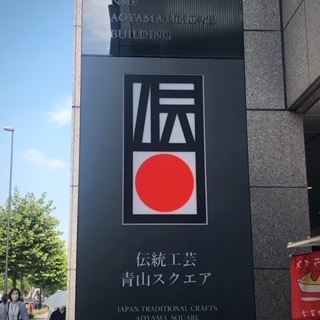 AOYAMA
BUILDING
伝
伝統工芸
青山スクエア
JAPAN TRADITIONAL CRAFTS
AOYAMA SQUARE